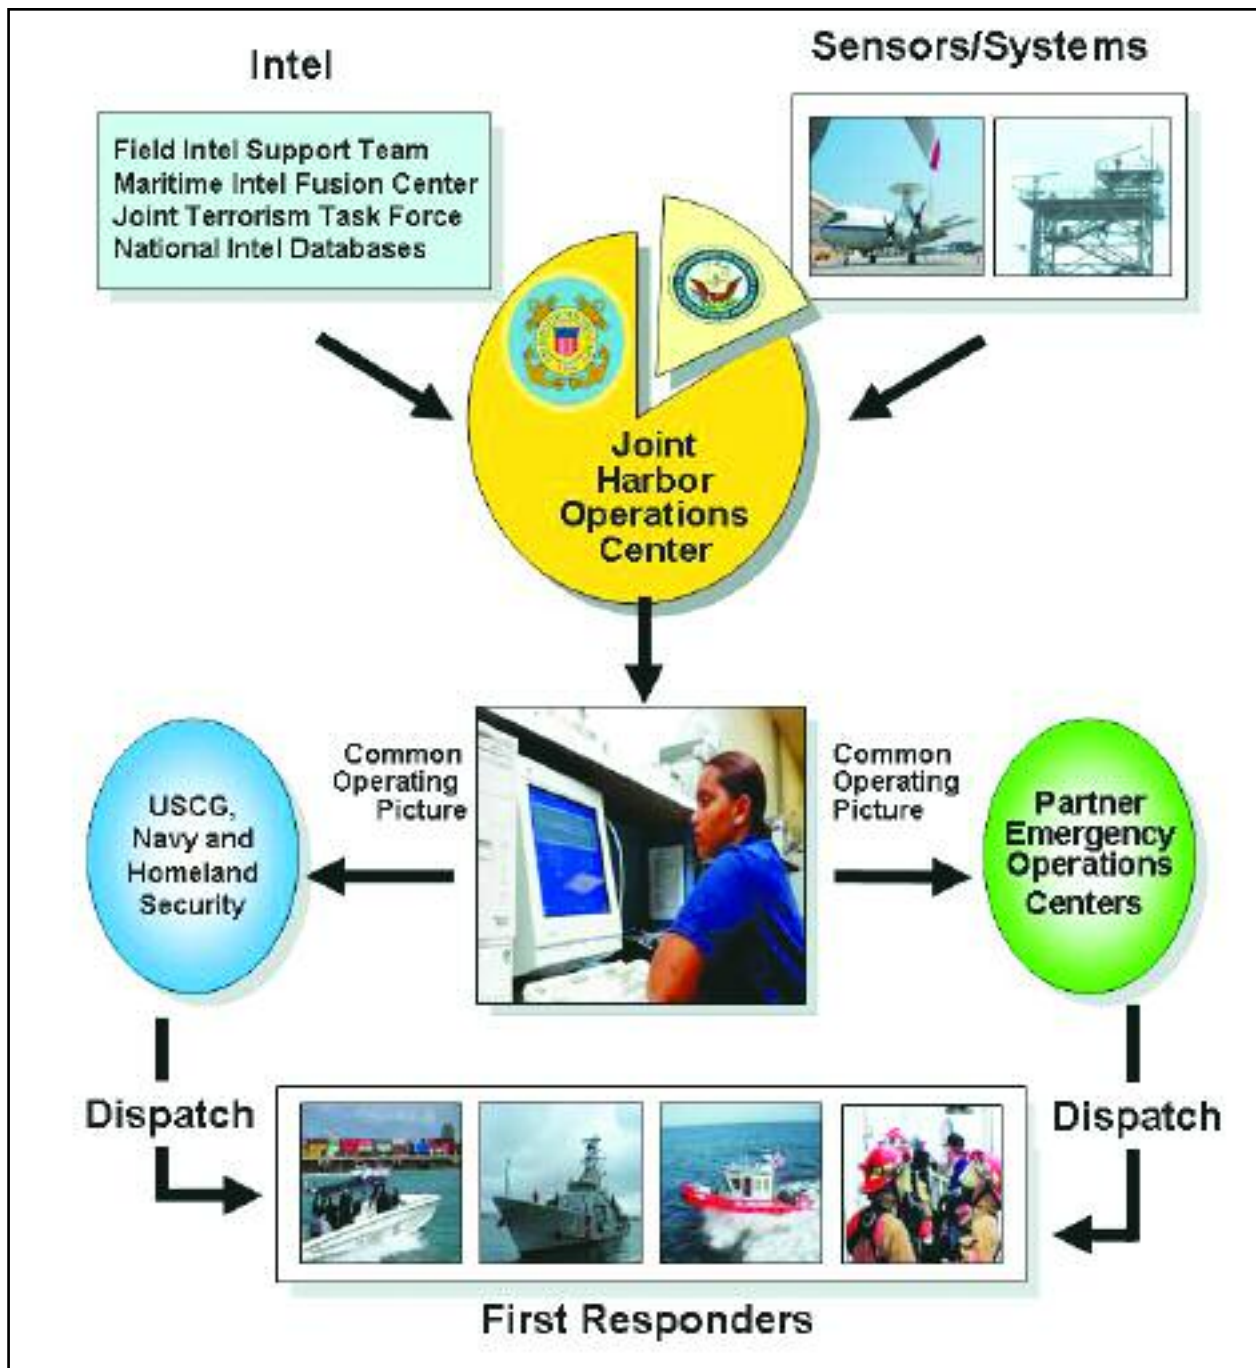 Intel
Sensors/Systems
Field Intel Support Team
Maritime Intel Fusion Center
Joint Terrorism Task Force
National Intel Databases
Joint
Harbor
Operations
Center
Common
Operating
Picture
Common
Operating
Picture
USCG,
Navy and
Homeland
Security
Partner
Emergency
Operations
Centers
Dispatch
Dispatch
First Responders